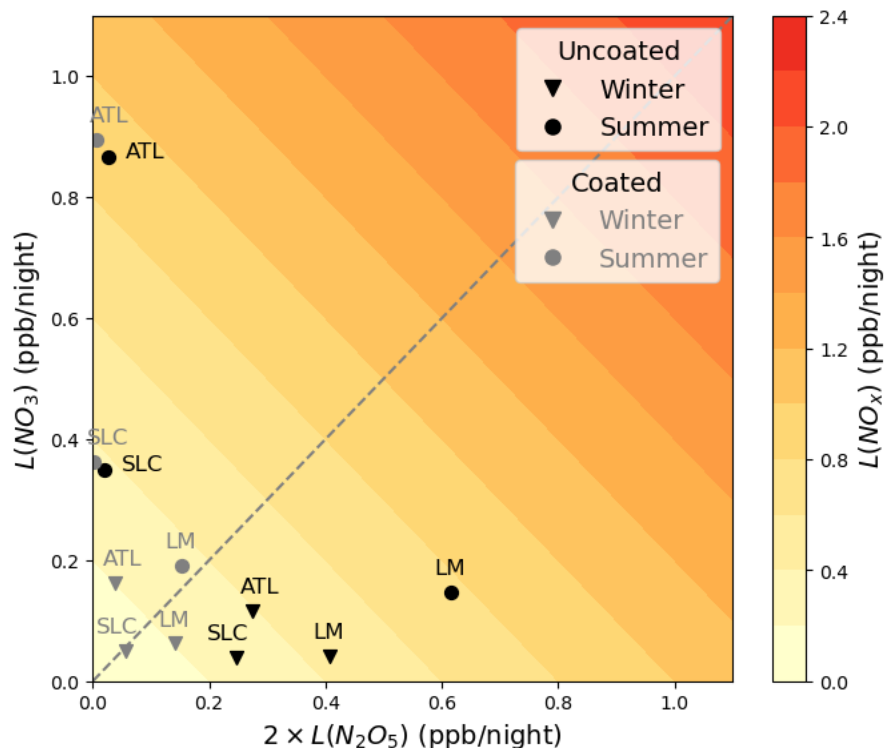 Uncoated
Winter
Summer
Coated
Winter
Summer
ATL
ATL
SLC
SLC
ATL
LM
SLC
LM
ATL
SLC
LM
LM
1.0
0.8
0.6
0.4
0.2
0.0
0.0
0.2
0.4
0.6
0.8
1.0
L(NO₃) (ppb/night)
2 × L(N₂O₅) (ppb/night)
2.4
2.0
1.6
1.2
0.8
0.4
0.0
L(NOₓ) (ppb/night)